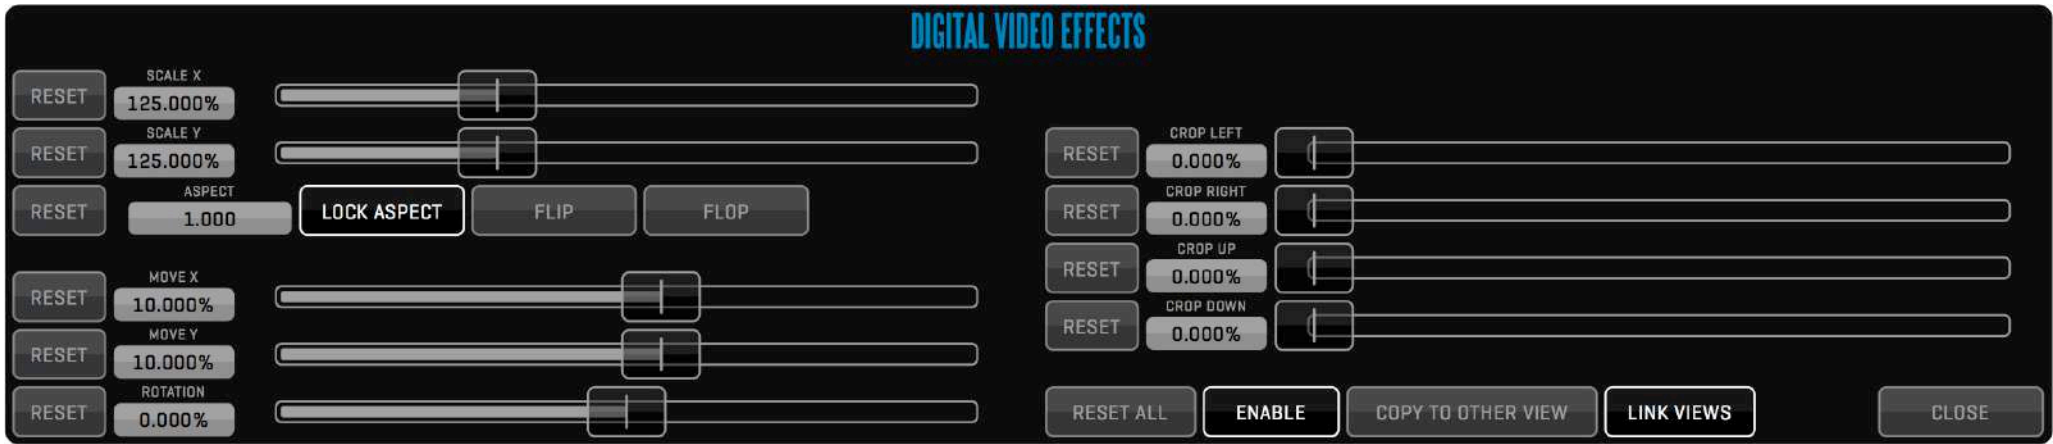 DIGITAL VIDEO EFFECTS
SCALE X
RESET 125.000%
SCALE Y
RESET 125.000%
ASPECT
RESET 1.000 LOCK ASPECT FLIP FLOP
MOVE X
RESET 10.000%
MOVE Y
RESET 10.000%
ROTATION
RESET 0.000%
CROP LEFT
RESET 0.000%
CROP RIGHT
RESET 0.000%
CROP UP
RESET 0.000%
CROP DOWN
RESET 0.000%
RESET ALL ENABLE COPY TO OTHER VIEW LINK VIEWS CLOSE